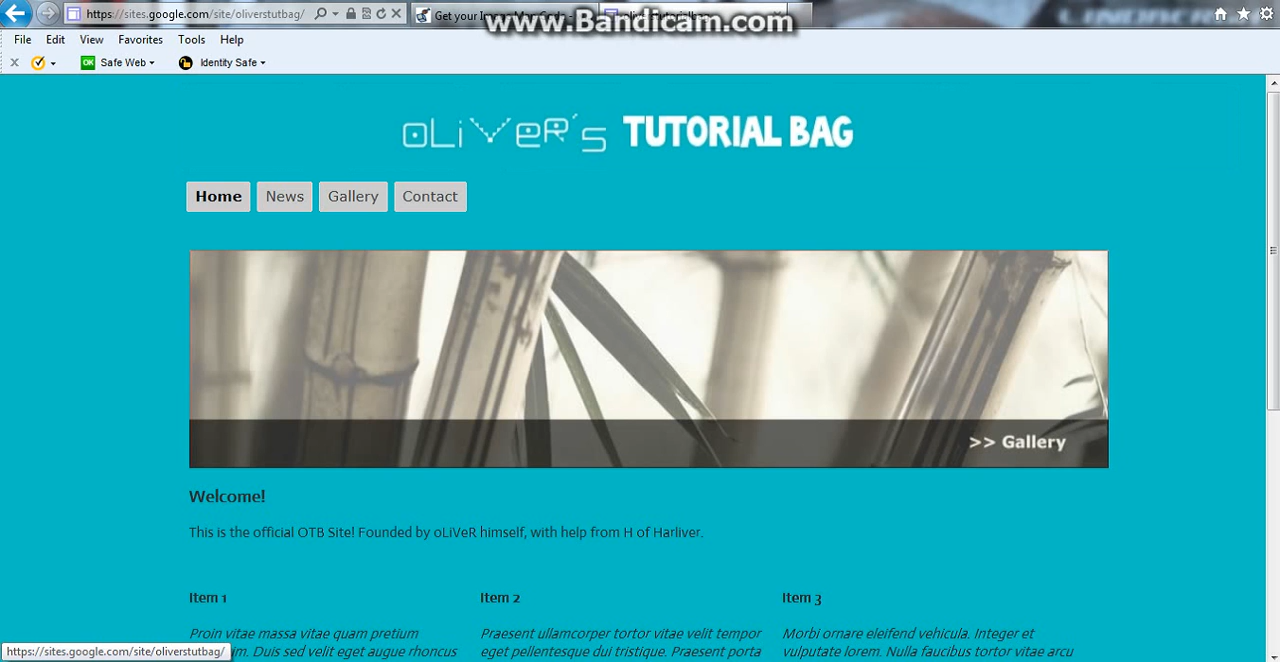 www.Bandicam.com
https://sites.google.com/site/oliverstutbag/
Get your Im
File Edit View Favorites Tools Help
Safe Web Identity Safe
oLiVeR's TUTORIAL BAG
Home News Gallery Contact
>> Gallery
Welcome!
This is the official OTB Site! Founded by oLiVeR himself, with help from H of Harliver.
Item 1 Item 2 Item 3
Proin vitae massa vitae quam pretium Praesent ullamcorper tortor vitae velit tempor Morbi ornare eleifend vehicula. Integer et
am. Duis sed velit eget augue rhoncus eget pellentesque dui tristique. Praesent porta vulputate lorem. Nulla faucibus tortor vitae arcu
https://sites.google.com/site/oliverstutbag/